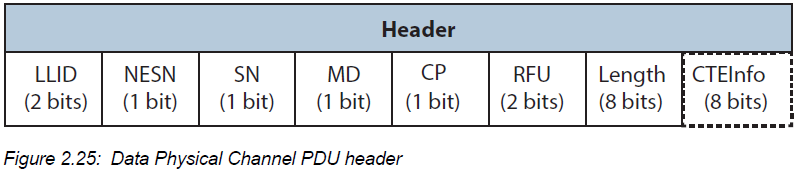 Header
LLID NESN SN MD CP RFU Length CTEInfo
(2 bits) (1 bit) (1 bit) (1 bit) (1 bit) (2 bits) (8 bits) (8 bits)
Figure 2.25: Data Physical Channel PDU header